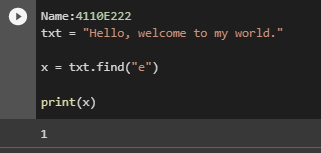 Name:4110E222
txt = "Hello, welcome to my world."
x = txt.find("e")
print(x)
1